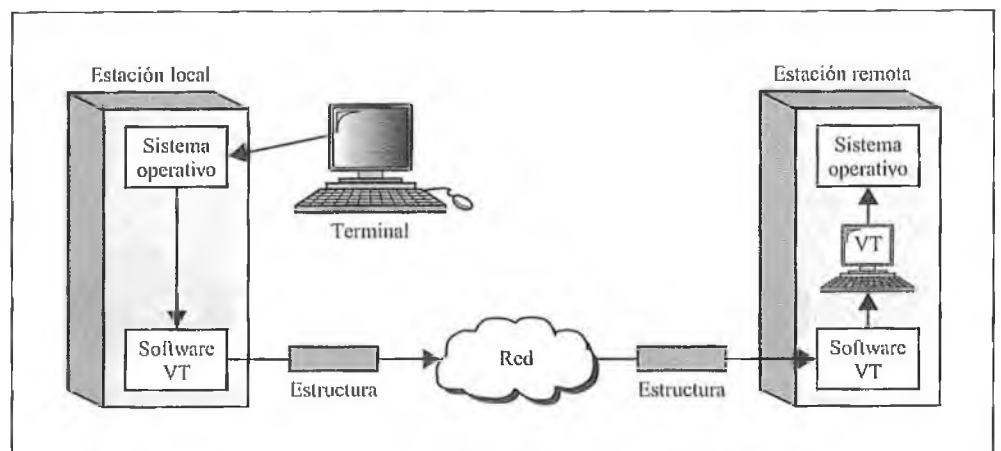 Estación local
Estación remota
Sistema
operativo
Terminal
Sistema
operativo
VT
Software
VT
Estructura
Red
Estructura
Software
VT